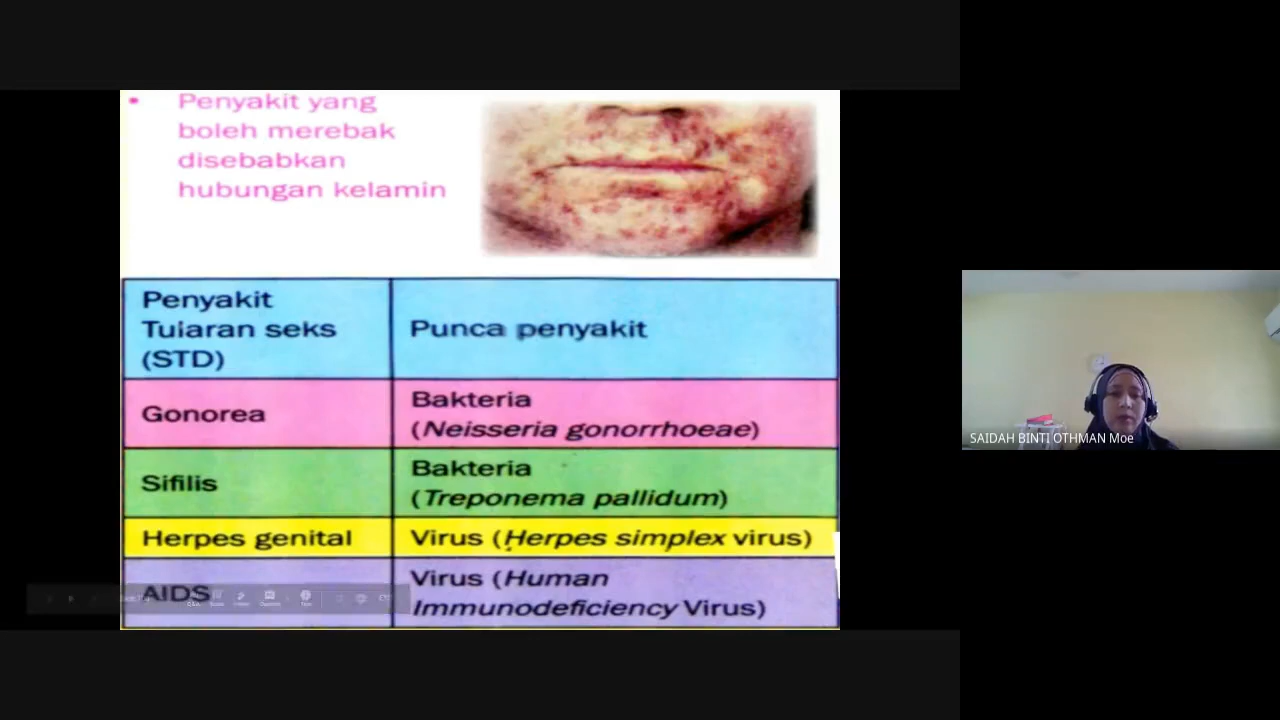 • Penyakit yang
boleh merebak
disebabkan
hubungan kelamin
Penyakit
Tularan seks
(STD)
Punca penyakit
Gonorea
Bakteria
(Neisseria gonorrhoeae)
Sifilis
Bakteria
(Treponema pallidum)
Herpes genital
Virus (Herpes simplex virus)
AIDS
Virus (Human
Immunodeficiency Virus)
SAIDAH BINTI OTHMAN Moe